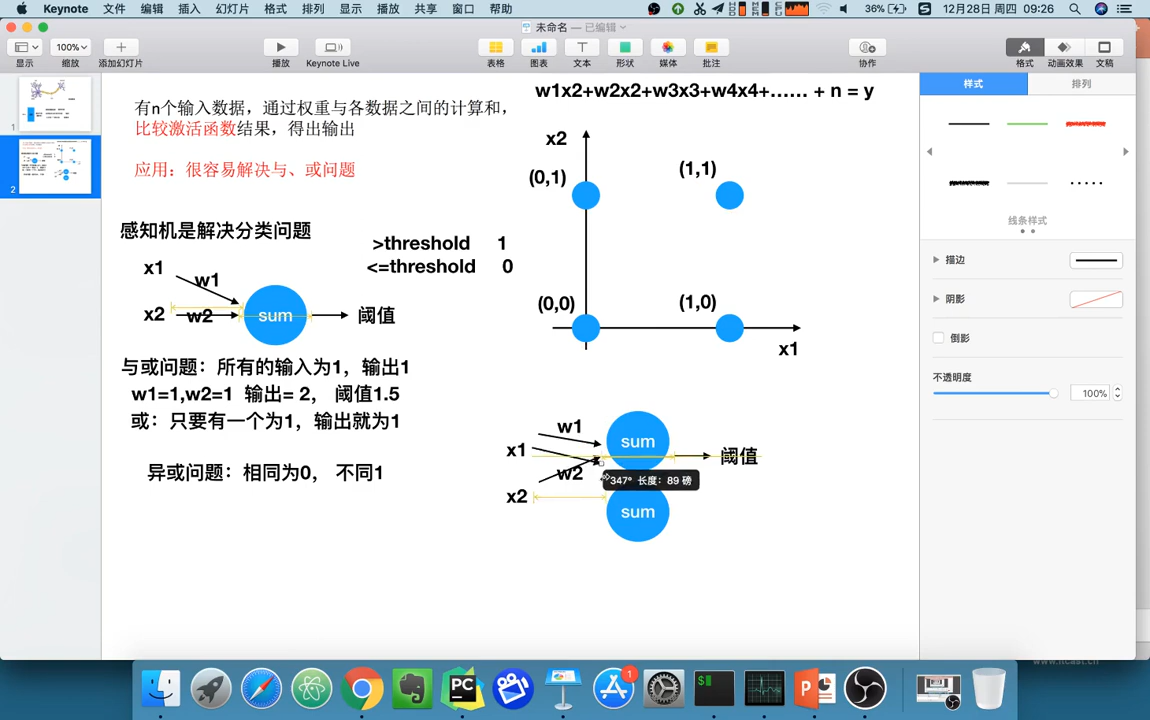 Keynote 文件 编辑 插入 幻灯片 格式 排列 显示 播放 共享 窗口 帮助 36% 12月28日 周四 09:26
未命名 — 已编辑
100%
显示 缩放 添加幻灯片 播放 Keynote Live 表格 图表 文本 形状 媒体 批注 协作 格式 动画效果 文稿
样式 排列
1
2
有n个输入数据，通过权重与各数据之间的计算和，
比较激活函数结果，得出输出
应用：很容易解决与、或问题
w1x2+w2x2+w3x3+w4x4+…… + n = y
x2
(0,1) (1,1)
(0,0) (1,0)
x1
感知机是解决分类问题
>threshold 1
<=threshold 0
x1 w1
x2 w2 sum 阈值
与或问题：所有的输入为1，输出1
w1=1,w2=1 输出= 2， 阈值1.5
或：只要有一个为1，输出就为1
异或问题：相同为0， 不同1
w1 sum
x1 阈值
w2 347° 长度：89 磅
x2 sum
线条样式
描边
阴影
倒影
不透明度
100%
1
PC
www.itcast.cn